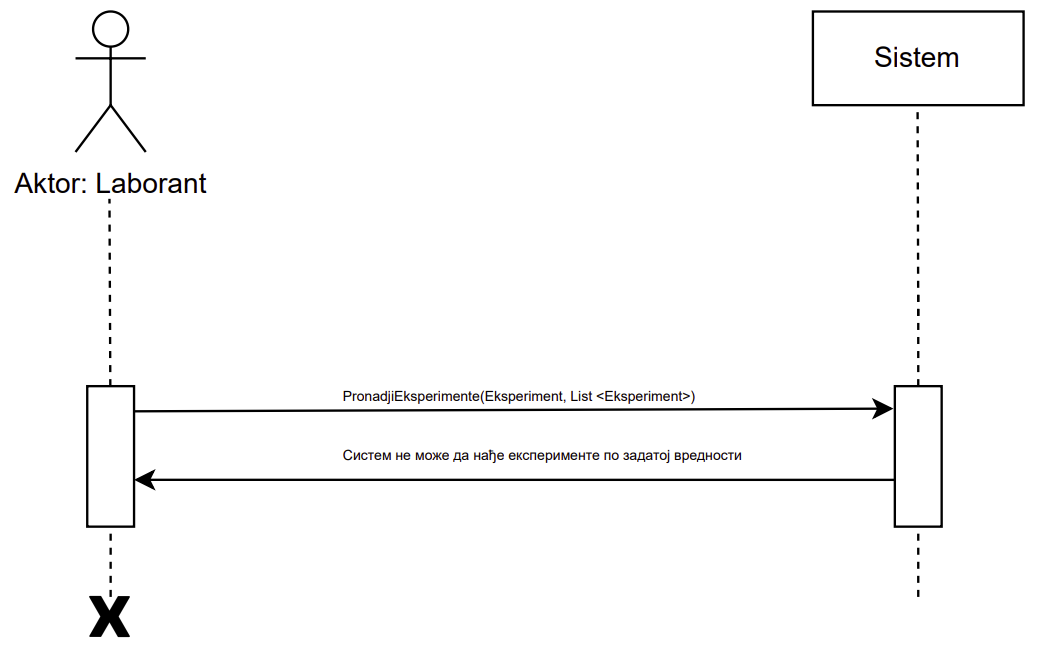 Sistem
Aktor: Laborant
PronadjiEksperimente(Eksperiment, List <Eksperiment>)
Систем не може да нађе експерименте по задатој вредности